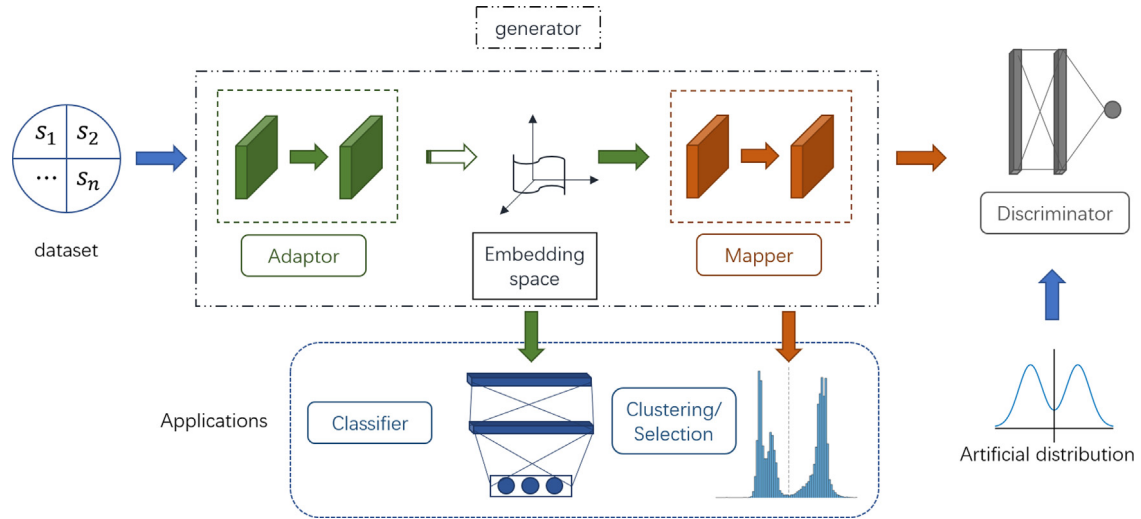 generator
s₁ s₂
... sₙ
dataset
Adaptor
Embedding
space
Mapper
Discriminator
Applications
Classifier
Clustering/
Selection
Artificial distribution